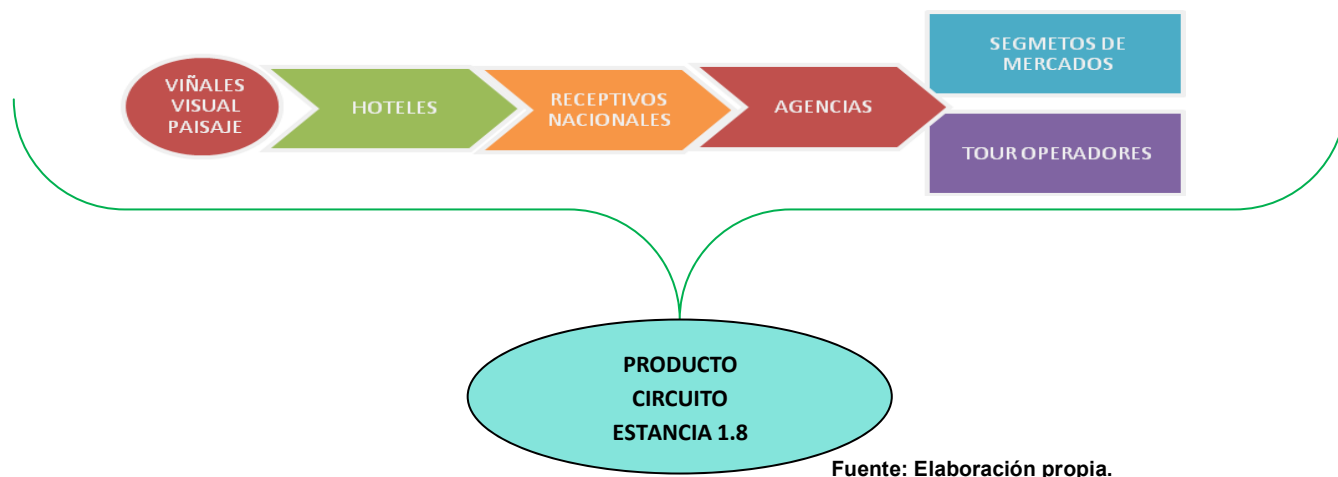 VIÑALES
VISUAL
PAISAJE
HOTELES
RECEPTIVOS
NACIONALES
AGENCIAS
SEGMETOS DE
MERCADOS
TOUR OPERADORES
PRODUCTO
CIRCUITO
ESTANCIA 1.8
Fuente: Elaboración propia.